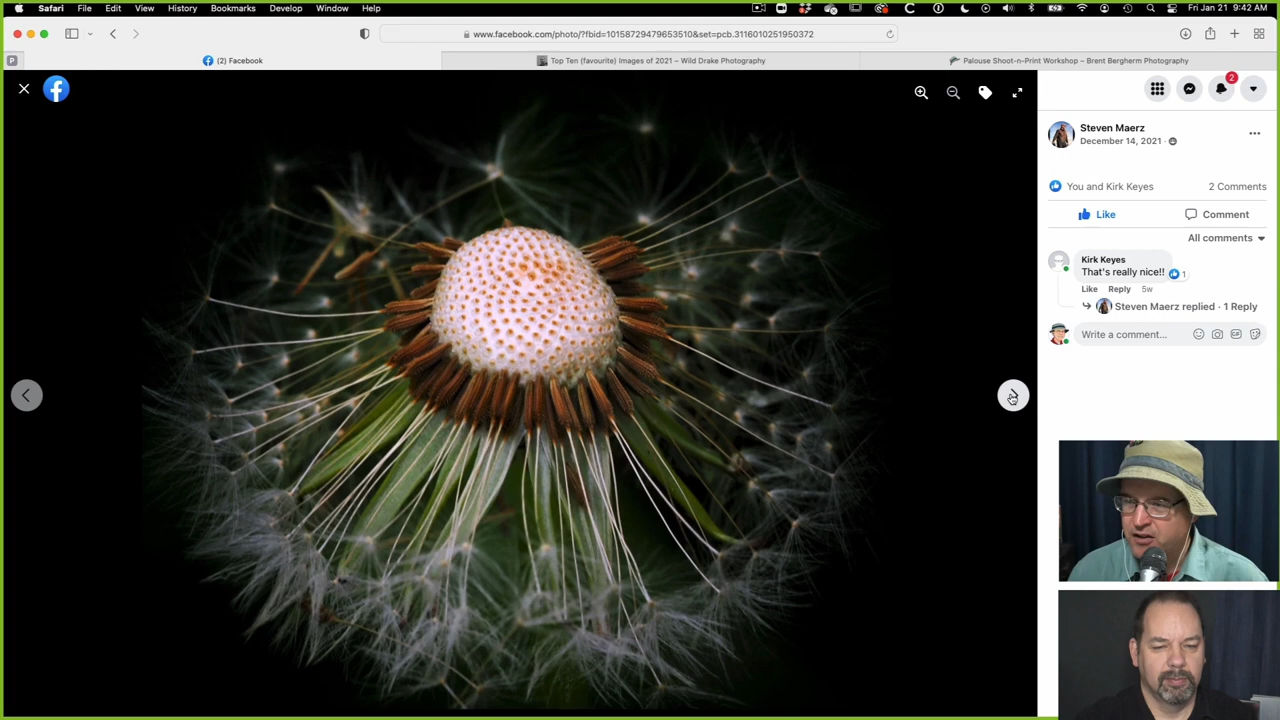 Safari File Edit View History Bookmarks Develop Window Help Fri Jan 21 9:42 AM
www.facebook.com/photo/?fbid=10158729479653510&set=pcb.3116010251950372
P (2) Facebook Top Ten (favourite) Images of 2021 – Wild Drake Photography Palouse Shoot-n-Print Workshop – Brent Bergherm Photography
2
Steven Maerz
December 14, 2021 ·
You and Kirk Keyes 2 Comments
Like Comment
All comments
Kirk Keyes
That's really nice!! 1
Like Reply 5w
Steven Maerz replied · 1 Reply
Write a comment...